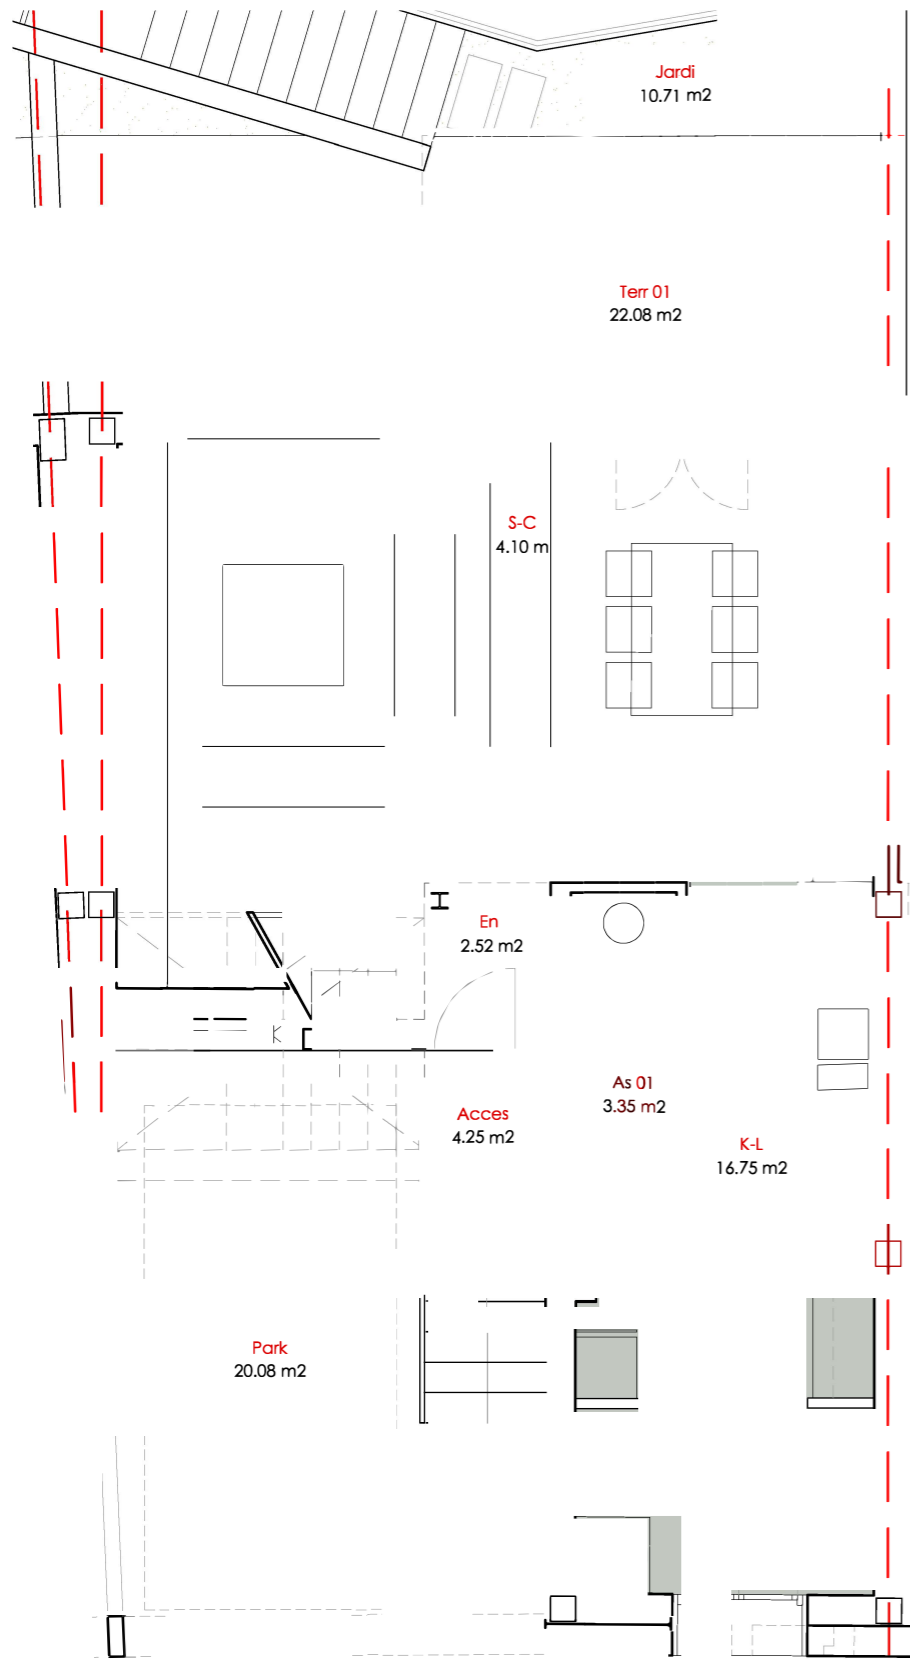 Jardi
10.71 m2
Terr 01
22.08 m2
S-C
4.10 m
En
2.52 m2
As 01
3.35 m2
Acces
4.25 m2
K-L
16.75 m2
Park
20.08 m2